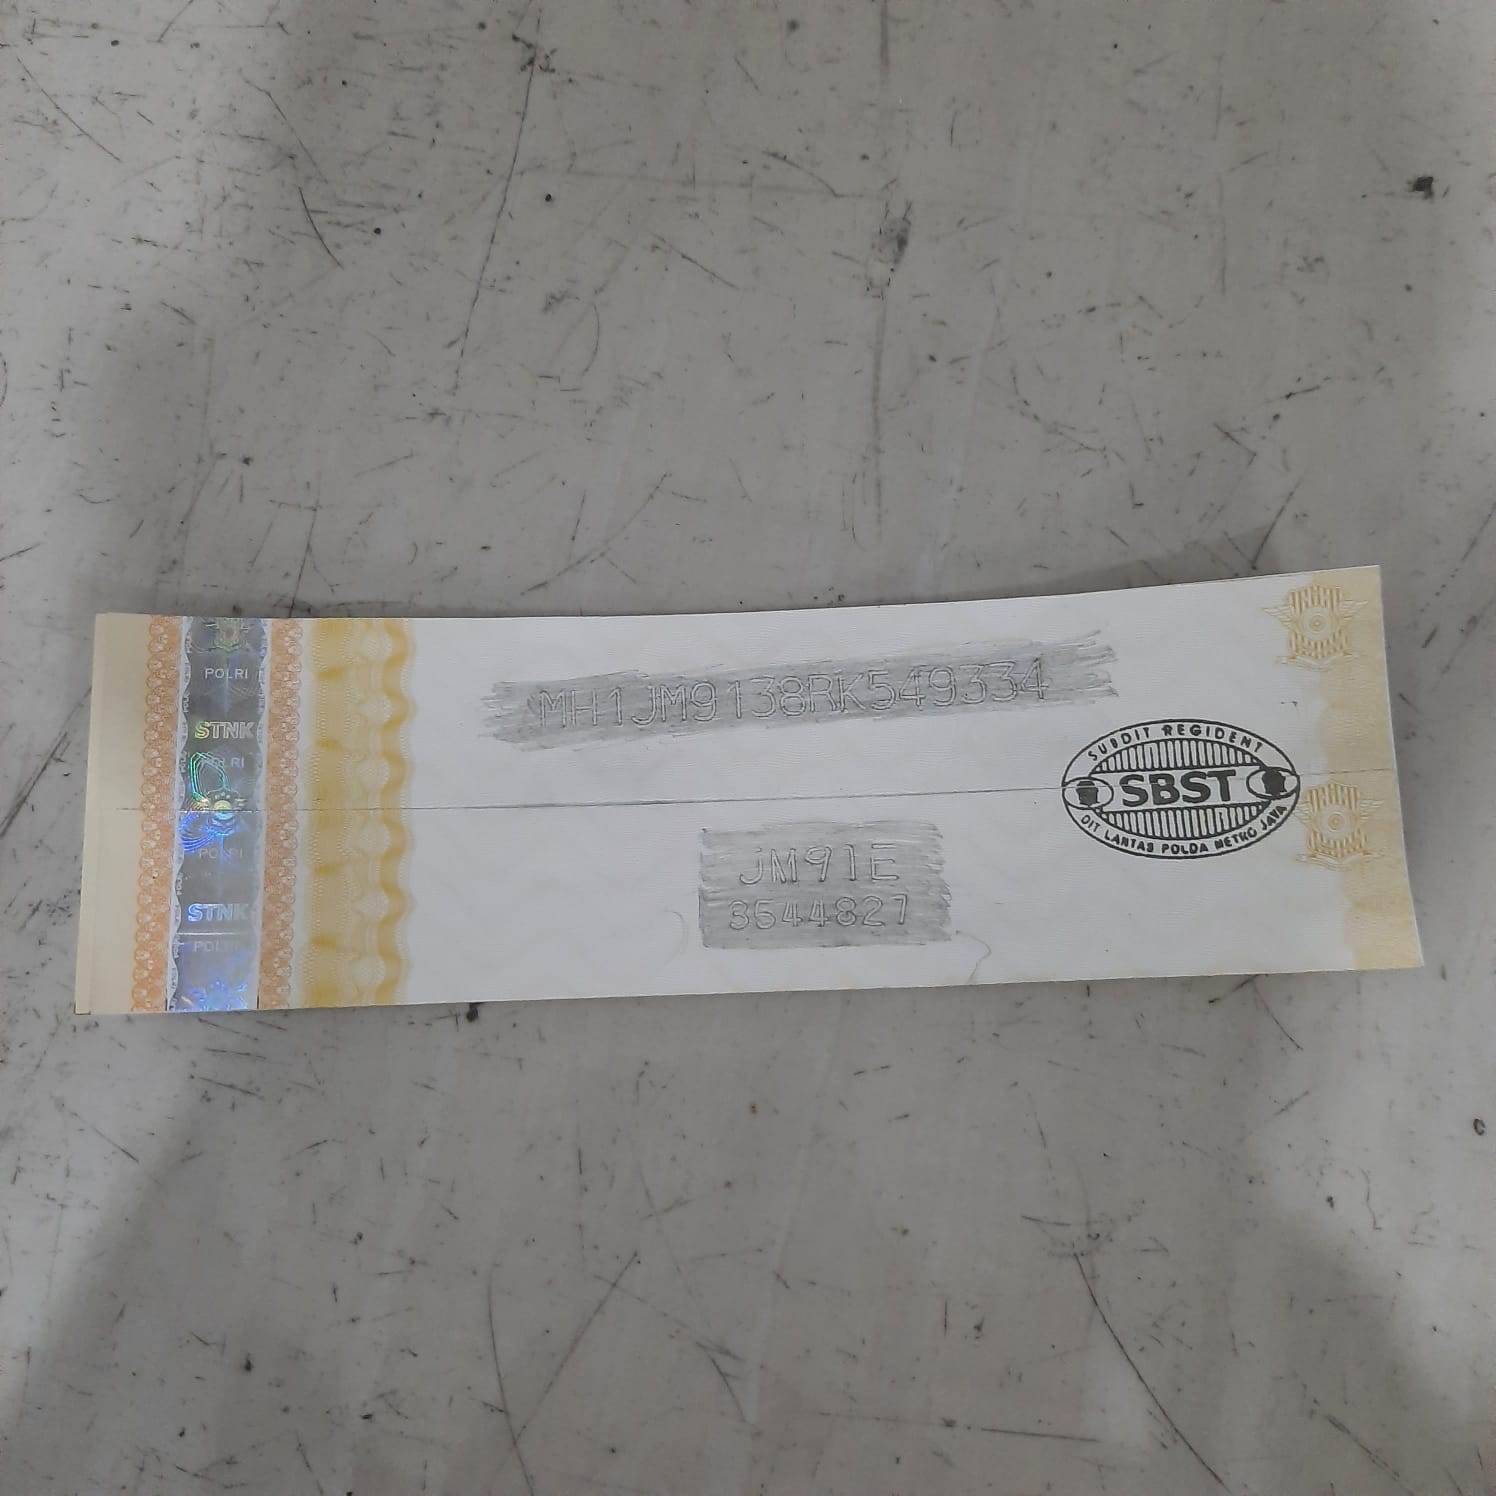 POLRI
STNK
POLRI
POLRI
STNK
POLRI
MH1JM9138RK549334
SUBDIT REGIDENT
SBST
DIT LANTAS POLDA METRO JAYA
JM91E
3544827